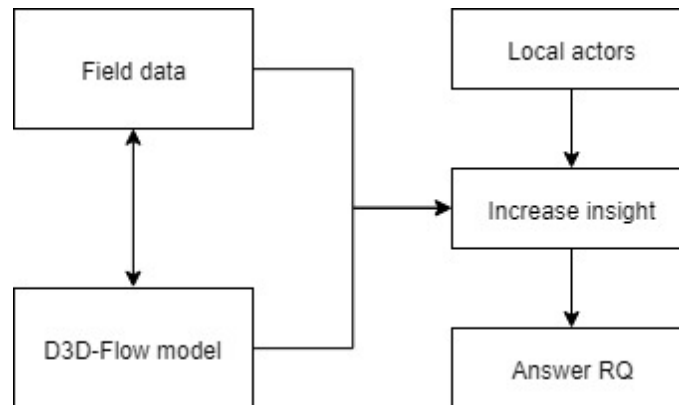 Field data
Local actors
Increase insight
D3D-Flow model
Answer RQ